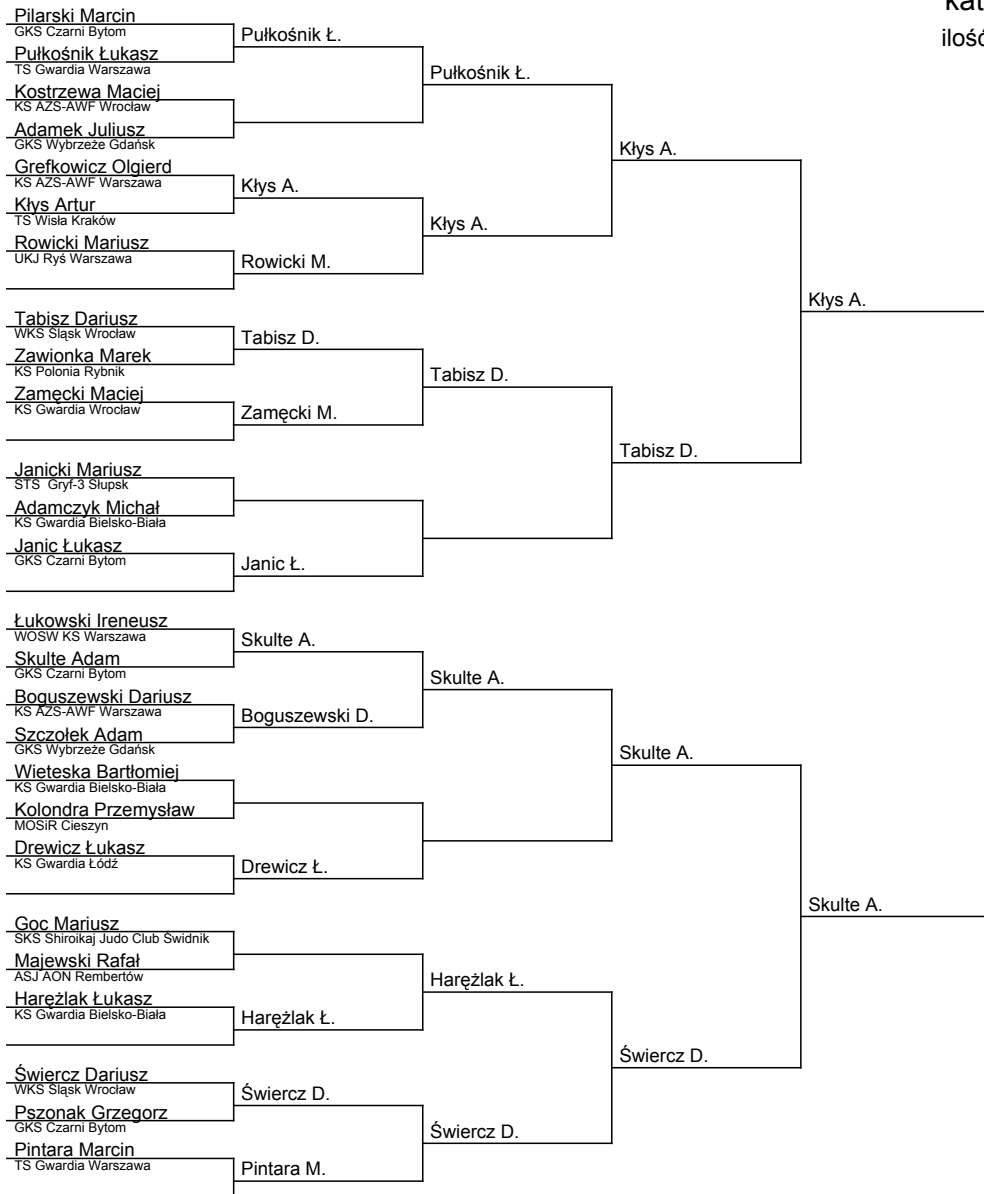 Pilarski Marcin
GKS Czarni Bytom
Pułkośnik Łukasz
TS Gwardia Warszawa
Kostrzewa Maciej
KS AZS-AWF Wrocław
Adamek Juliusz
GKS Wybrzeże Gdańsk
Grefkowicz Olgierd
KS AZS-AWF Warszawa
Kłys Artur
TS Wisła Kraków
Rowicki Mariusz
UKJ Ryś Warszawa
Tabisz Dariusz
WKS Śląsk Wrocław
Zawionka Marek
KS Polonia Rybnik
Zamęcki Maciej
KS Gwardia Wrocław
Janicki Mariusz
STS Gryf-3 Słupsk
Adamczyk Michał
KS Gwardia Bielsko-Biała
Janic Łukasz
GKS Czarni Bytom
Łukowski Ireneusz
WOSW KS Warszawa
Skulte Adam
GKS Czarni Bytom
Boguszewski Dariusz
KS AZS-AWF Warszawa
Szczołek Adam
GKS Wybrzeże Gdańsk
Wieteska Bartłomiej
KS Gwardia Bielsko-Biała
Kolondra Przemysław
MOSiR Cieszyn
Drewicz Łukasz
KS Gwardia Łódź
Goc Mariusz
SKS Shiroikaj Judo Club Świdnik
Majewski Rafał
ASJ AON Rembertów
Harężlak Łukasz
KS Gwardia Bielsko-Biała
Świercz Dariusz
WKS Śląsk Wrocław
Pszonak Grzegorz
GKS Czarni Bytom
Pintara Marcin
TS Gwardia Warszawa
Pułkośnik Ł.
Kłys A.
Rowicki M.
Tabisz D.
Zamęcki M.
Janic Ł.
Skulte A.
Boguszewski D.
Drewicz Ł.
Harężlak Ł.
Świercz D.
Pintara M.
Pułkośnik Ł.
Kłys A.
Tabisz D.
Skulte A.
Harężlak Ł.
Świercz D.
Kłys A.
Tabisz D.
Skulte A.
Świercz D.
Kłys A.
Skulte A.